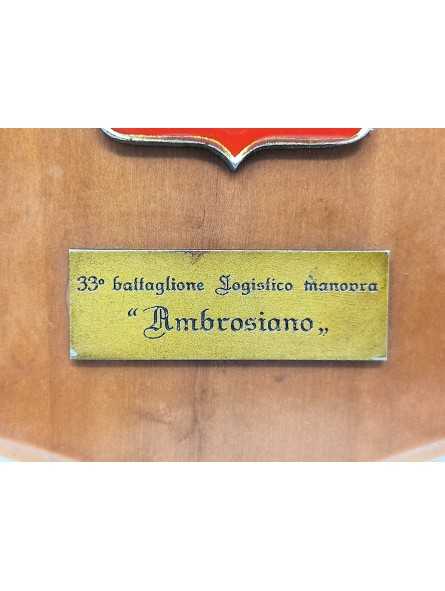 33° battaglione Logistico manovra
“Ambrosiano„